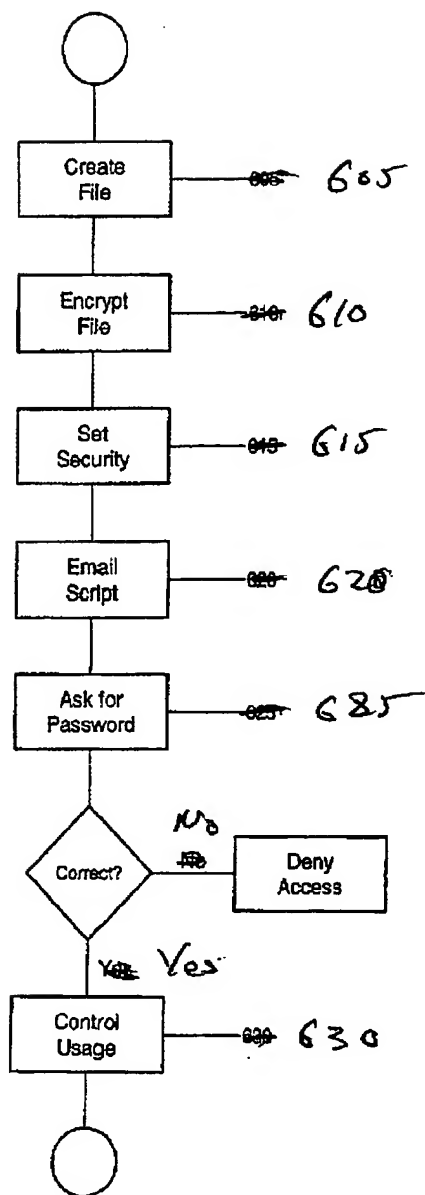 Create
File
605
Encrypt
File
610
Set
Security
615
Email
Script
620
Ask for
Password
685
Correct?
No
Deny
Access
Yes
Control
Usage
630